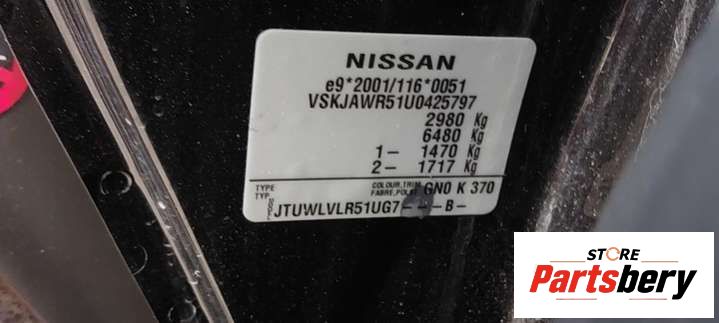 NISSAN
e9*2001/116*0051
VSKJAWR51U0425797
2980 Kg
6480 Kg
1- 1470 Kg
2- 1717 Kg
TYPE
TYP.
COLOUR,TRIM
GN0 K 370
JTUWLVLR51UG7- - -B-
STORE
Partsbery